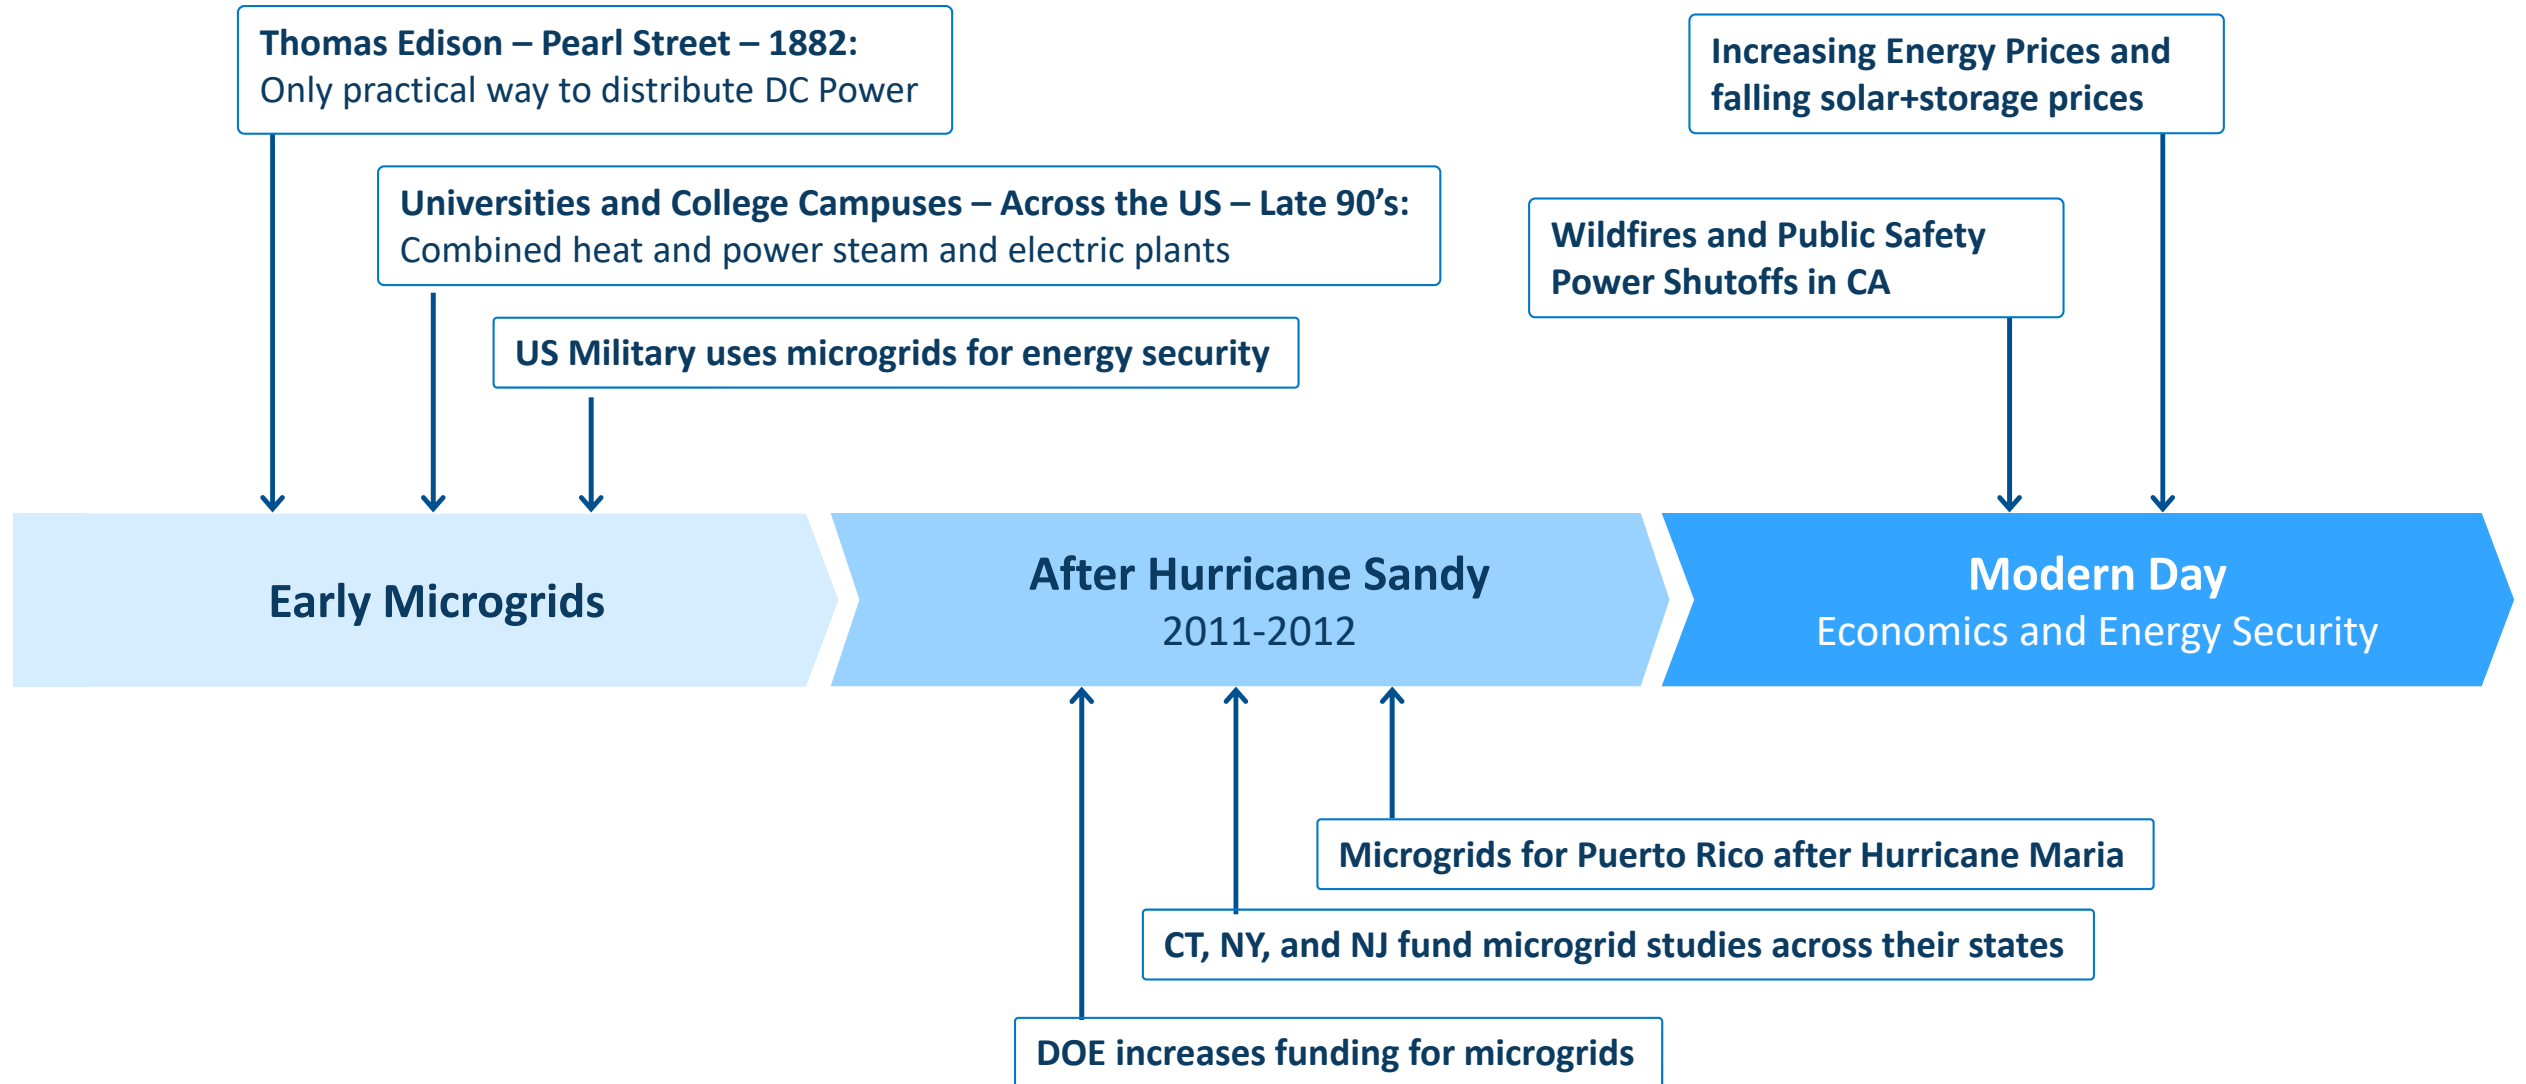 Thomas Edison – Pearl Street – 1882:
Only practical way to distribute DC Power
Increasing Energy Prices and
falling solar+storage prices
Universities and College Campuses – Across the US – Late 90’s:
Combined heat and power steam and electric plants
Wildfires and Public Safety
Power Shutoffs in CA
US Military uses microgrids for energy security
Early Microgrids
After Hurricane Sandy
2011-2012
Modern Day
Economics and Energy Security
Microgrids for Puerto Rico after Hurricane Maria
CT, NY, and NJ fund microgrid studies across their states
DOE increases funding for microgrids